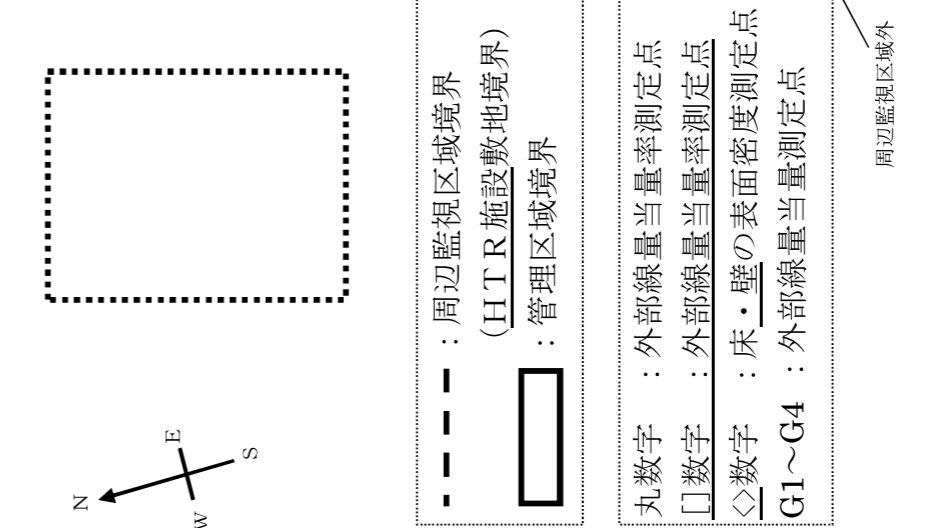 N
E
S
W
：周辺監視区域境界
（ＨＴＲ施設敷地境界）
：管理区域境界
丸数字 ：外部線量当量率測定点
[]数字 ：外部線量当量率測定点
<>数字 ：床・壁の表面密度測定点
G1～G4 ：外部線量当量測定点
周辺監視区域外